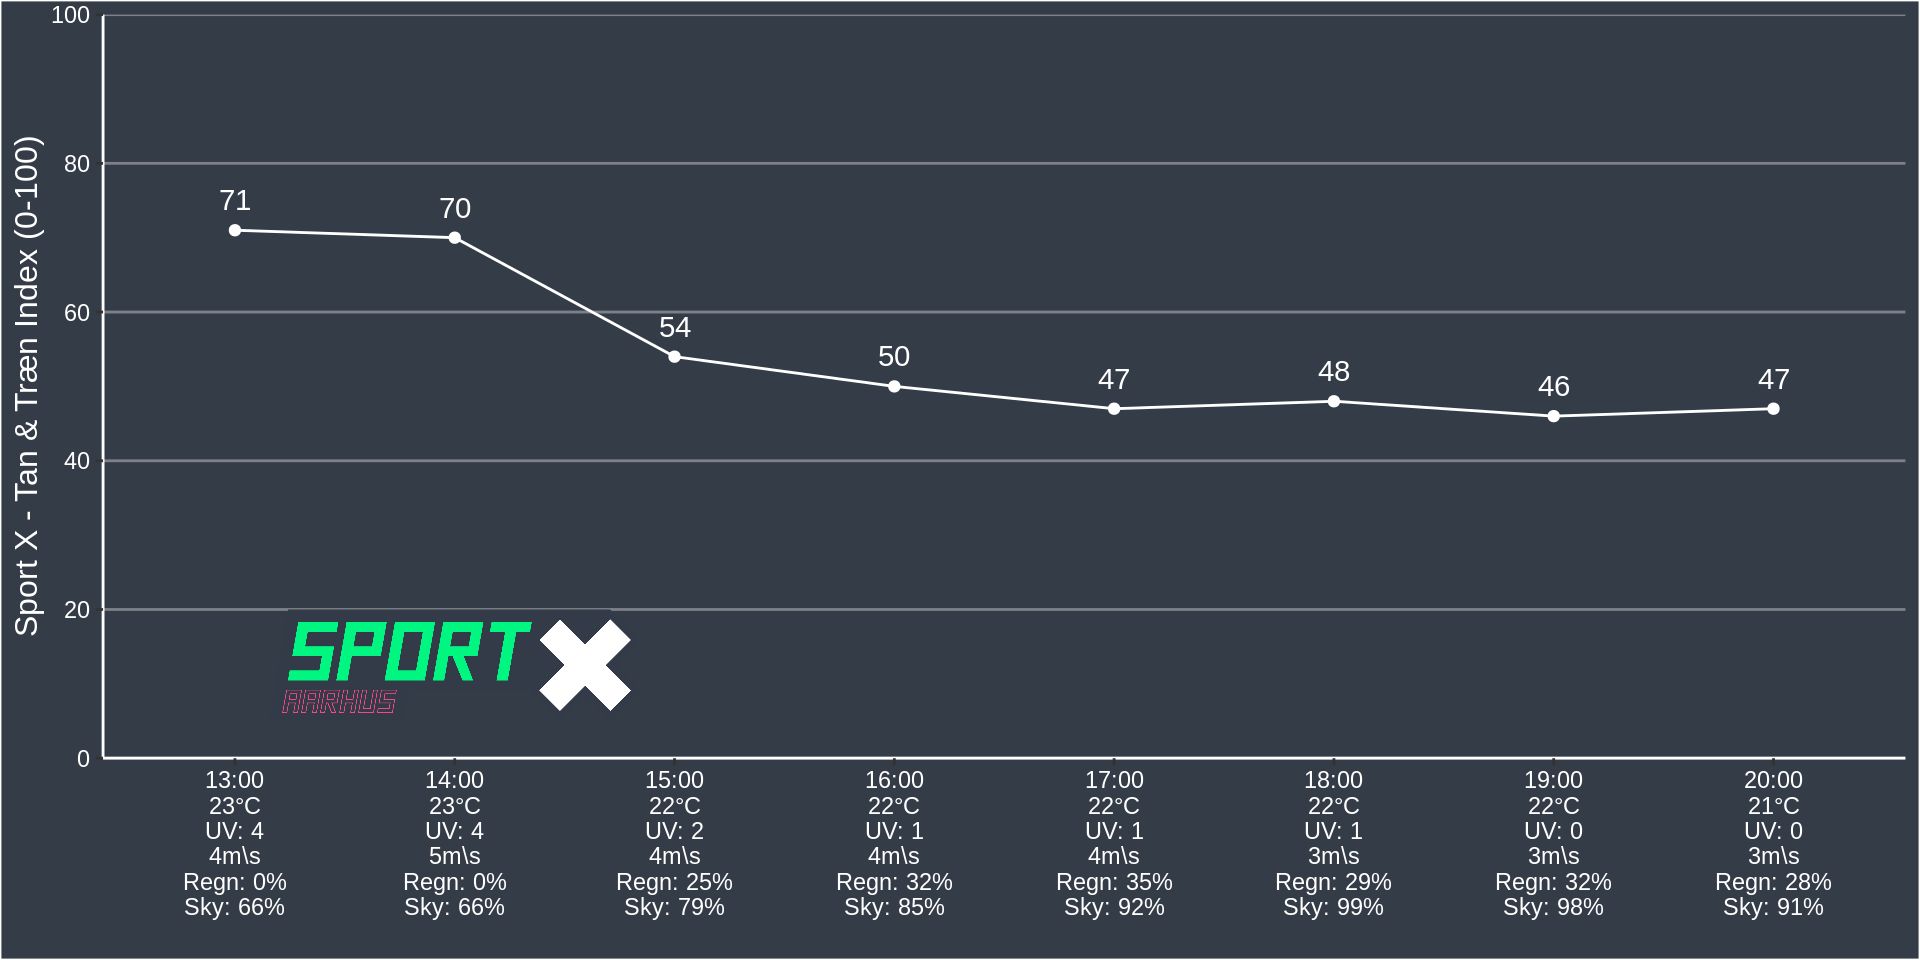 Sport X - Tan & Træn Index (0-100)
100
80
60
40
20
0
71
70
54
50
47
48
46
47
SPORT X
AARHUS
13:00
23°C
UV: 4
4m\s
Regn: 0%
Sky: 66%
14:00
23°C
UV: 4
5m\s
Regn: 0%
Sky: 66%
15:00
22°C
UV: 2
4m\s
Regn: 25%
Sky: 79%
16:00
22°C
UV: 1
4m\s
Regn: 32%
Sky: 85%
17:00
22°C
UV: 1
4m\s
Regn: 35%
Sky: 92%
18:00
22°C
UV: 1
3m\s
Regn: 29%
Sky: 99%
19:00
22°C
UV: 0
3m\s
Regn: 32%
Sky: 98%
20:00
21°C
UV: 0
3m\s
Regn: 28%
Sky: 91%